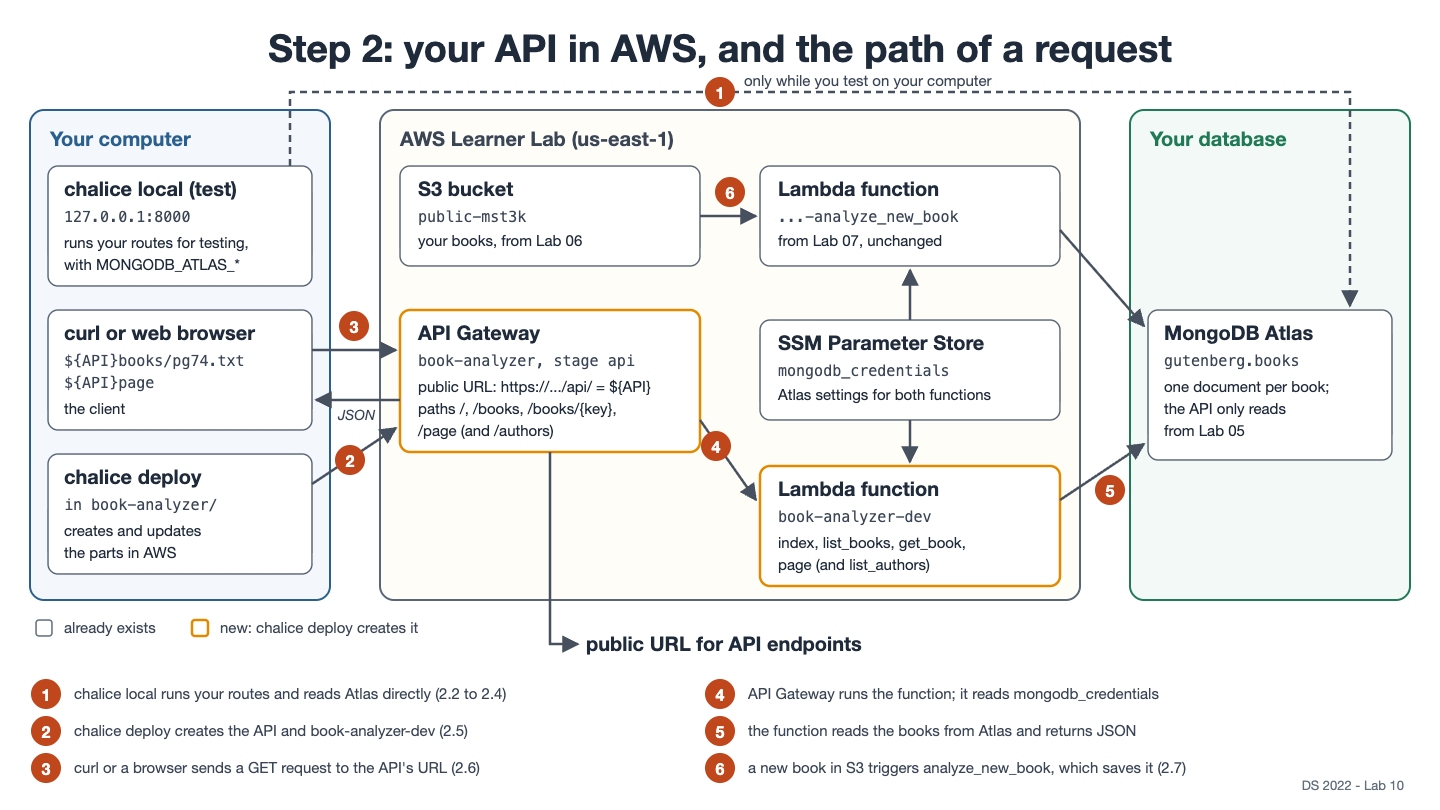 Step 2: your API in AWS, and the path of a request
1
only while you test on your computer
Your computer
chalice local (test)
127.0.0.1:8000
runs your routes for testing,
with MONGODB_ATLAS_*
curl or web browser
${API}books/pg74.txt
${API}page
the client
chalice deploy
in book-analyzer/
creates and updates
the parts in AWS
3
JSON
2
AWS Learner Lab (us-east-1)
S3 bucket
public-mst3k
your books, from Lab 06
6
Lambda function
...-analyze_new_book
from Lab 07, unchanged
API Gateway
book-analyzer, stage api
public URL: https://.../api/ = ${API}
paths /, /books, /books/{key},
/page (and /authors)
SSM Parameter Store
mongodb_credentials
Atlas settings for both functions
4
Lambda function
book-analyzer-dev
index, list_books, get_book,
page (and list_authors)
5
Your database
MongoDB Atlas
gutenberg.books
one document per book;
the API only reads
from Lab 05
already exists
new: chalice deploy creates it
public URL for API endpoints
1 chalice local runs your routes and reads Atlas directly (2.2 to 2.4)
2 chalice deploy creates the API and book-analyzer-dev (2.5)
3 curl or a browser sends a GET request to the API's URL (2.6)
4 API Gateway runs the function; it reads mongodb_credentials
5 the function reads the books from Atlas and returns JSON
6 a new book in S3 triggers analyze_new_book, which saves it (2.7)
DS 2022 - Lab 10